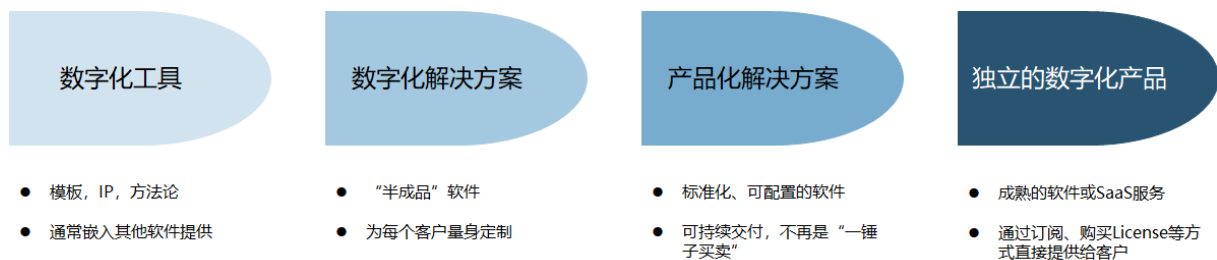 数字化工具
数字化解决方案
产品化解决方案
独立的数字化产品
● 模板，IP，方法论
● 通常嵌入其他软件提供
● “半成品”软件
● 为每个客户量身定制
● 标准化、可配置的软件
● 可持续交付，不再是“一锤
子买卖”
● 成熟的软件或SaaS服务
● 通过订阅、购买License等方
式直接提供给客户